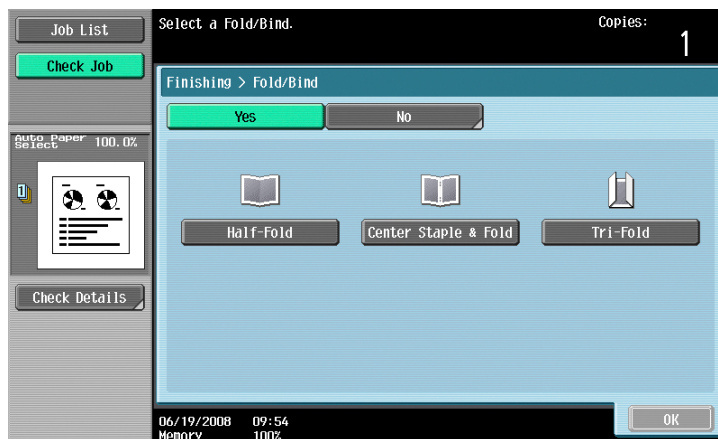 Job List
Check Job
Select a Fold/Bind.
Copies:
1
Finishing > Fold/Bind
Yes
No
Auto Paper
Select
100.0%
1
Half-Fold
Center Staple & Fold
Tri-Fold
Check Details
06/19/2008 09:54
Memory 100%
OK